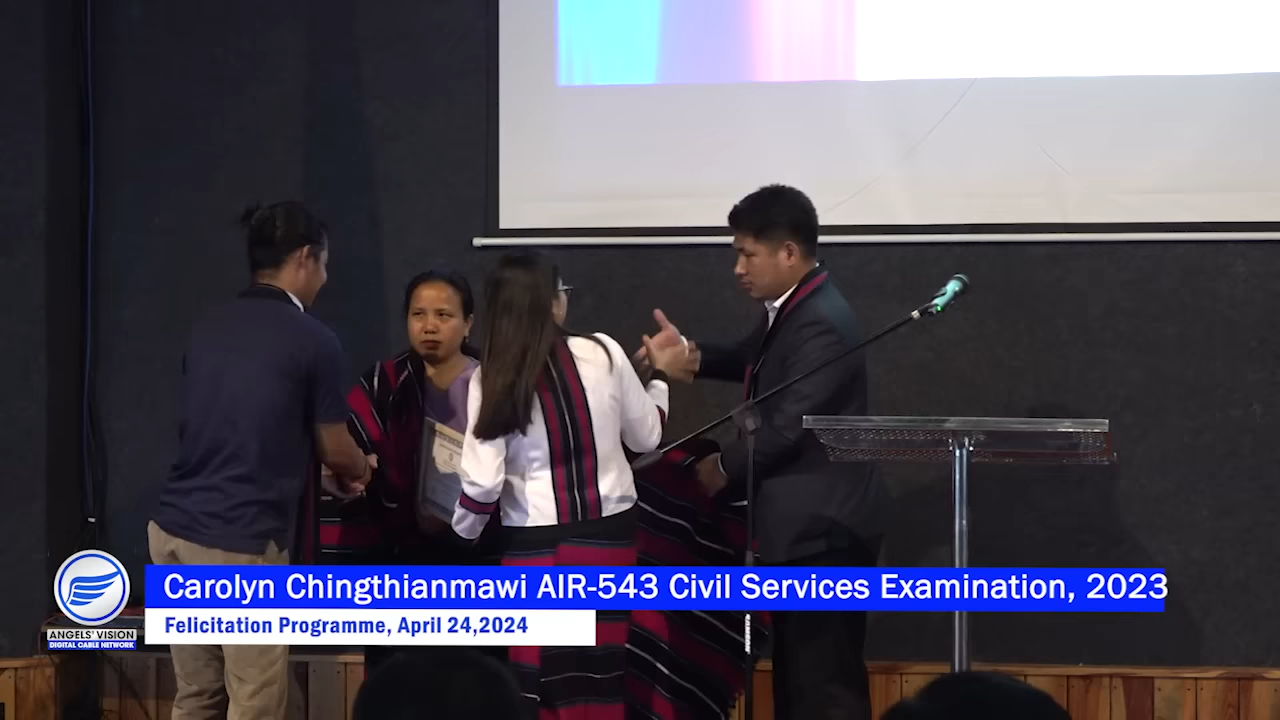 Carolyn Chingthianmawi AIR-543 Civil Services Examination, 2023
Felicitation Programme, April 24,2024
ANGELS' VISION
DIGITAL CABLE NETWORK